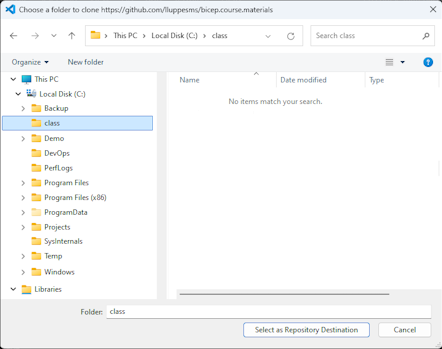 Choose a folder to clone https://github.com/lluppesms/bicep.course.materials
This PC > Local Disk (C:) > class
Search class
Organize
New folder
Name
Date modified
Type
No items match your search.
This PC
Local Disk (C:)
Backup
class
Demo
DevOps
PerfLogs
Program Files
Program Files (x86)
ProgramData
Projects
SysInternals
Temp
Windows
Libraries
Folder: class
Select as Repository Destination
Cancel